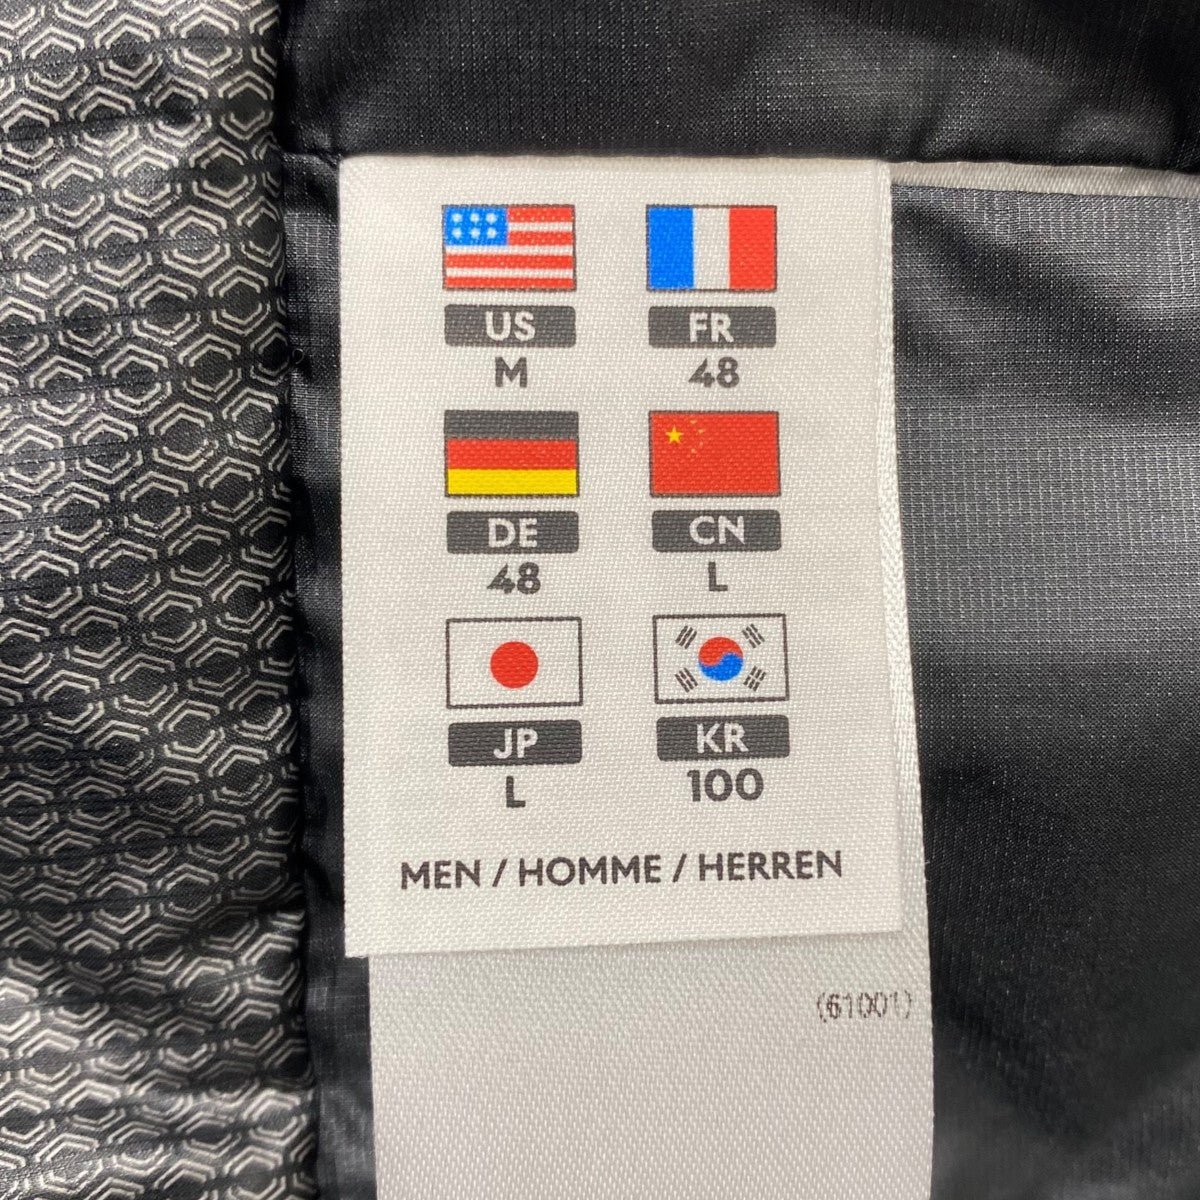 US FR
M 48
DE CN
48 L
JP KR
L 100
MEN / HOMME / HERREN
(61001)